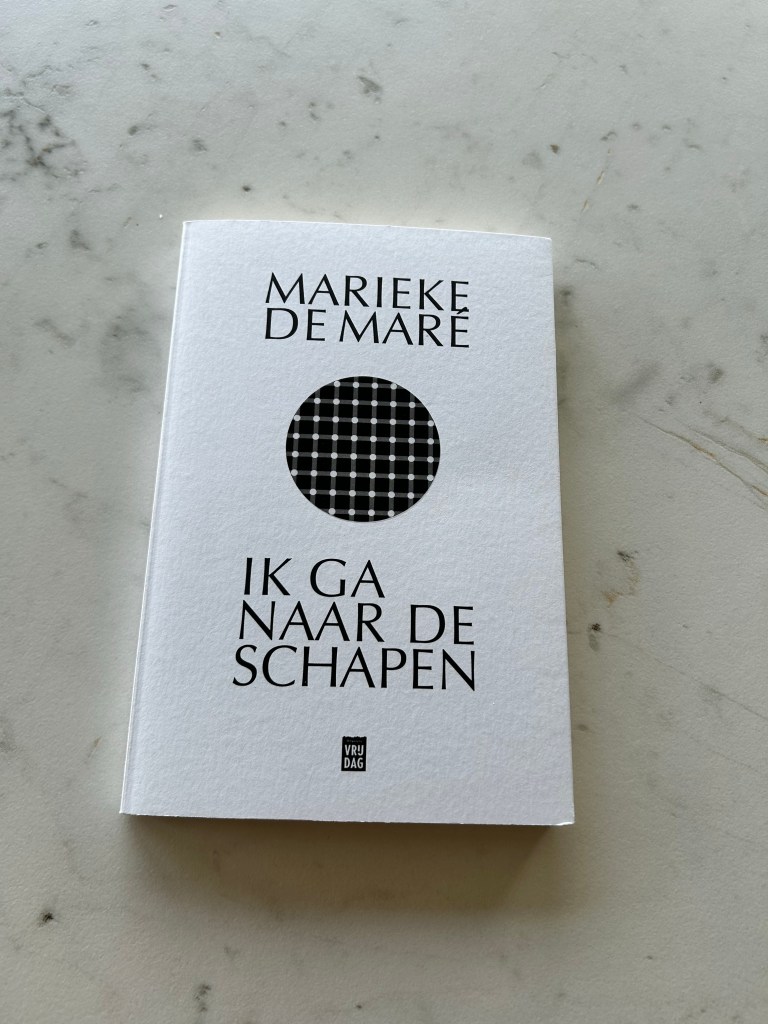 MARIEKE
DE MARÉ
IK GA
NAAR DE
SCHAPEN
VRIJ
DAG